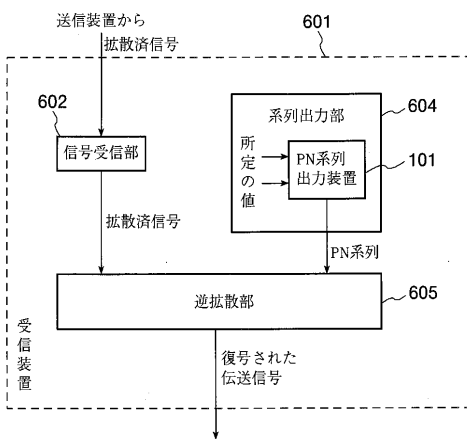 送信装置から
601
拡散済信号
602
信号受信部
系列出力部
604
所定の値
PN系列
出力装置
101
拡散済信号
PN系列
逆拡散部
605
受信装置
復号された
伝送信号